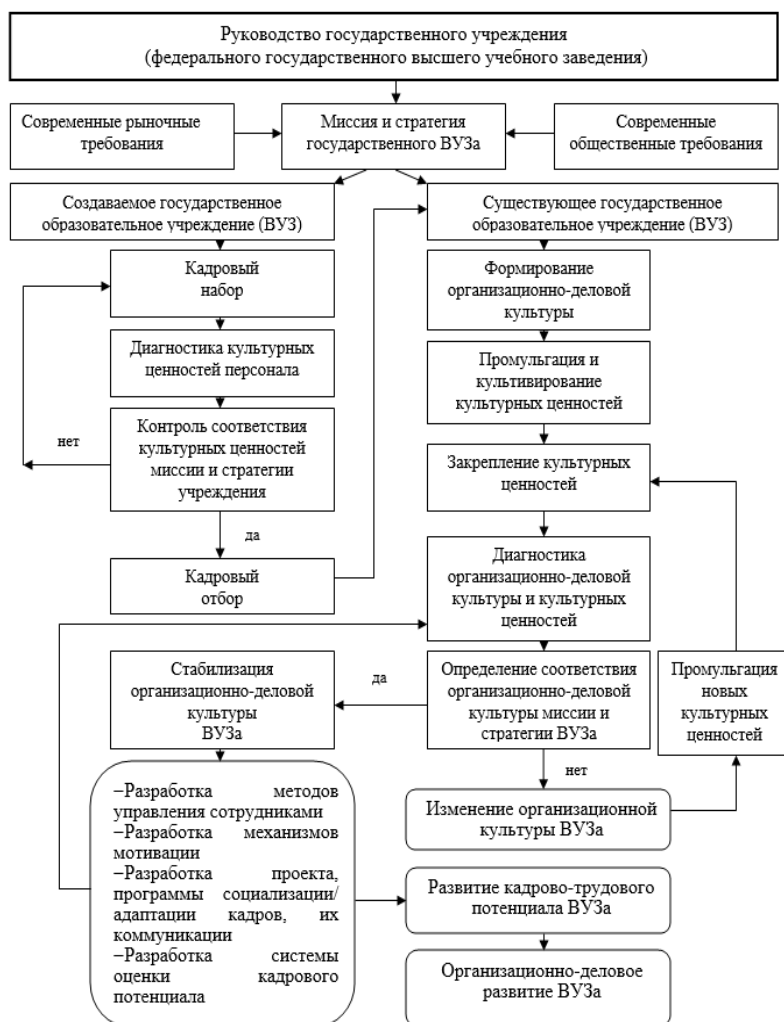 Руководство государственного учреждения
(федерального государственного высшего учебного заведения)
Современные рыночные
требования
Миссия и стратегия
государственного ВУЗа
Современные
общественные требования
Создаваемое государственное
образовательное учреждение (ВУЗ)
Существующее государственное
образовательное учреждение (ВУЗ)
Кадровый
набор
Формирование
организационно-деловой
культуры
Диагностика культурных
ценностей персонала
Промульгация и
культивирование
культурных ценностей
нет
Контроль соответствия
культурных ценностей
миссии и стратегии
учреждения
Закрепление культурных
ценностей
да
Кадровый
отбор
Диагностика
организационно-деловой
культуры и культурных
ценностей
Стабилизация
организационно-деловой
культуры
ВУЗа
да
Определение соответствия
организационно-деловой
культуры миссии и
стратегии ВУЗа
Промульгация
новых
культурных
ценностей
нет
–Разработка методов
управления сотрудниками
–Разработка механизмов
мотивации
–Разработка проекта,
программы социализации/
адаптации кадров, их
коммуникации
–Разработка системы
оценки кадрового
потенциала
Изменение организационной
культуры ВУЗа
Развитие кадрово-трудового
потенциала ВУЗа
Организационно-деловое
развитие ВУЗа